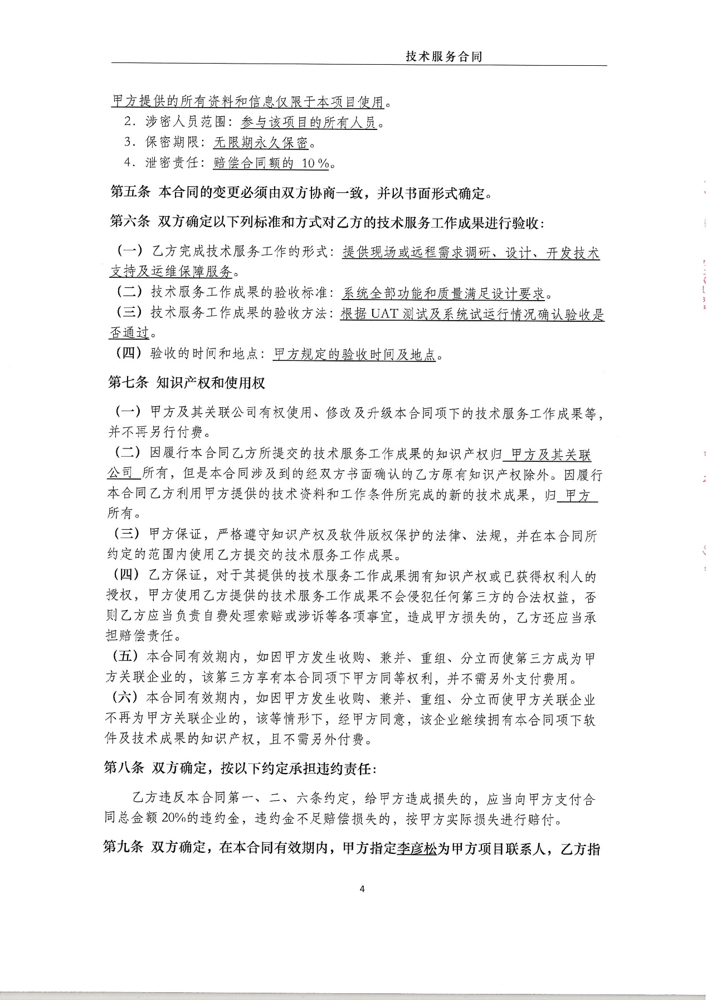 技术服务合同
甲方提供的所有资料和信息仅限于本项目使用。
2. 涉密人员范围：参与该项目的所有人员。
3. 保密期限：无限期永久保密。
4. 泄密责任：赔偿合同额的 10%。
第五条 本合同的变更必须由双方协商一致，并以书面形式确定。
第六条 双方确定以下列标准和方式对乙方的技术服务工作成果进行验收：
（一）乙方完成技术服务工作的形式：提供现场或远程需求调研、设计、开发技术
支持及运维保障服务。
（二）技术服务工作成果的验收标准：系统全部功能和质量满足设计要求。
（三）技术服务工作成果的验收方法：根据 UAT 测试及系统试运行情况确认验收是
否通过。
（四）验收的时间和地点：甲方规定的验收时间及地点。
第七条 知识产权和使用权
（一）甲方及其关联公司有权使用、修改及升级本合同项下的技术服务工作成果等，
并不再另行付费。
（二）因履行本合同乙方所提交的技术服务工作成果的知识产权归 甲方及其关联
公司 所有，但是本合同涉及到的经双方书面确认的乙方原有知识产权除外。因履行
本合同乙方利用甲方提供的技术资料和工作条件所完成的新的技术成果，归 甲方
所有。
（三）甲方保证，严格遵守知识产权及软件版权保护的法律、法规，并在本合同所
约定的范围内使用乙方提交的技术服务工作成果。
（四）乙方保证，对于其提供的技术服务工作成果拥有知识产权或已获得权利人的
授权，甲方使用乙方提供的技术服务工作成果不会侵犯任何第三方的合法权益，否
则乙方应当负责自费处理索赔或涉诉等各项事宜，造成甲方损失的，乙方还应当承
担赔偿责任。
（五）本合同有效期内，如因甲方发生收购、兼并、重组、分立而使第三方成为甲
方关联企业的，该第三方享有本合同项下甲方同等权利，并不需另外支付费用。
（六）本合同有效期内，如因甲方发生收购、兼并、重组、分立而使甲方关联企业
不再为甲方关联企业的，该等情形下，经甲方同意，该企业继续拥有本合同项下软
件及技术成果的知识产权，且不需另外付费。
第八条 双方确定，按以下约定承担违约责任：
乙方违反本合同第一、二、六条约定，给甲方造成损失的，应当向甲方支付合
同总金额 20%的违约金，违约金不足赔偿损失的，按甲方实际损失进行赔付。
第九条 双方确定，在本合同有效期内，甲方指定李彦松为甲方项目联系人，乙方指
4